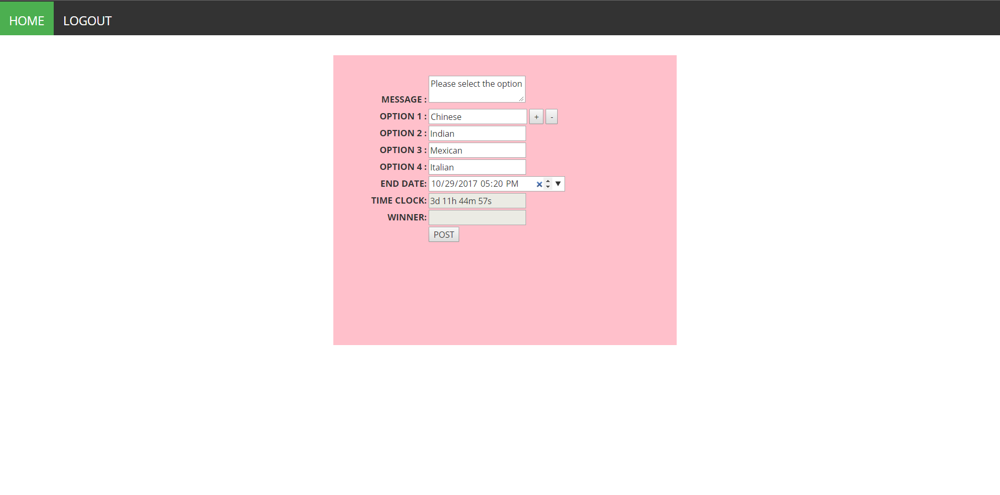 HOME LOGOUT
Please select the option
MESSAGE :
OPTION 1 : Chinese + -
OPTION 2 : Indian
OPTION 3 : Mexican
OPTION 4 : Italian
END DATE: 10/29/2017 05:20 PM
TIME CLOCK: 3d 11h 44m 57s
WINNER:
POST